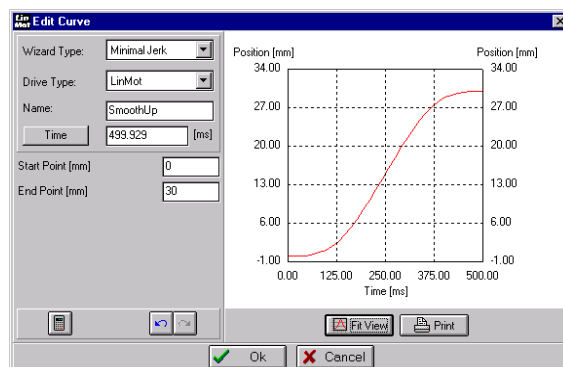 Lin Mot Edit Curve
Wizard Type: Minimal Jerk
Drive Type: LinMot
Name: SmoothUp
Time 499.929 [ms]
Start Point [mm] 0
End Point [mm] 30
Position [mm] Position [mm]
34.00 34.00
27.00 27.00
20.00 20.00
13.00 13.00
6.00 6.00
-1.00 -1.00
0.00 125.00 250.00 375.00 500.00
Time [ms]
Fit View Print
Ok Cancel